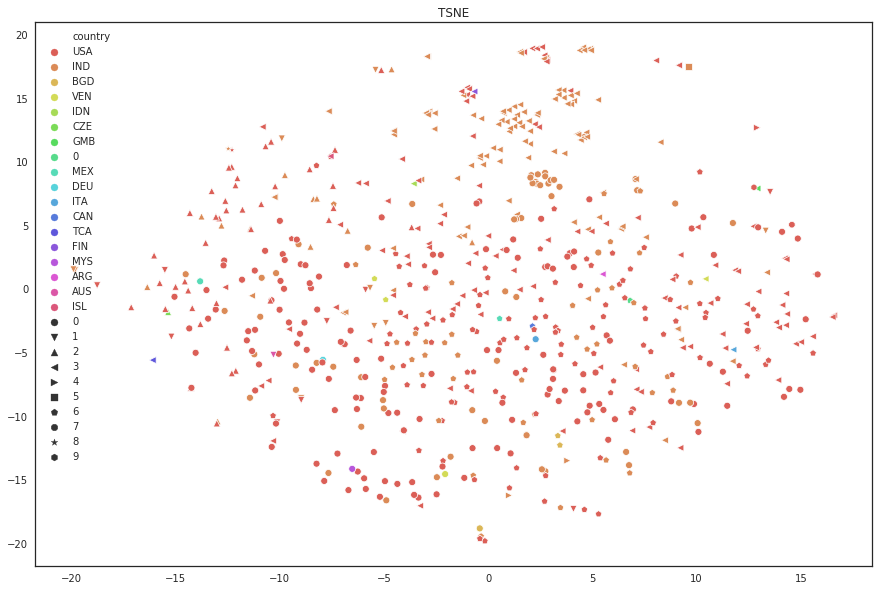 TSNE
20
15
10
5
0
−5
−10
−15
−20
country
USA
IND
BGD
VEN
IDN
CZE
GMB
0
MEX
DEU
ITA
CAN
TCA
FIN
MYS
ARG
AUS
ISL
0
1
2
3
4
5
6
7
8
9
−20 −15 −10 −5 0 5 10 15